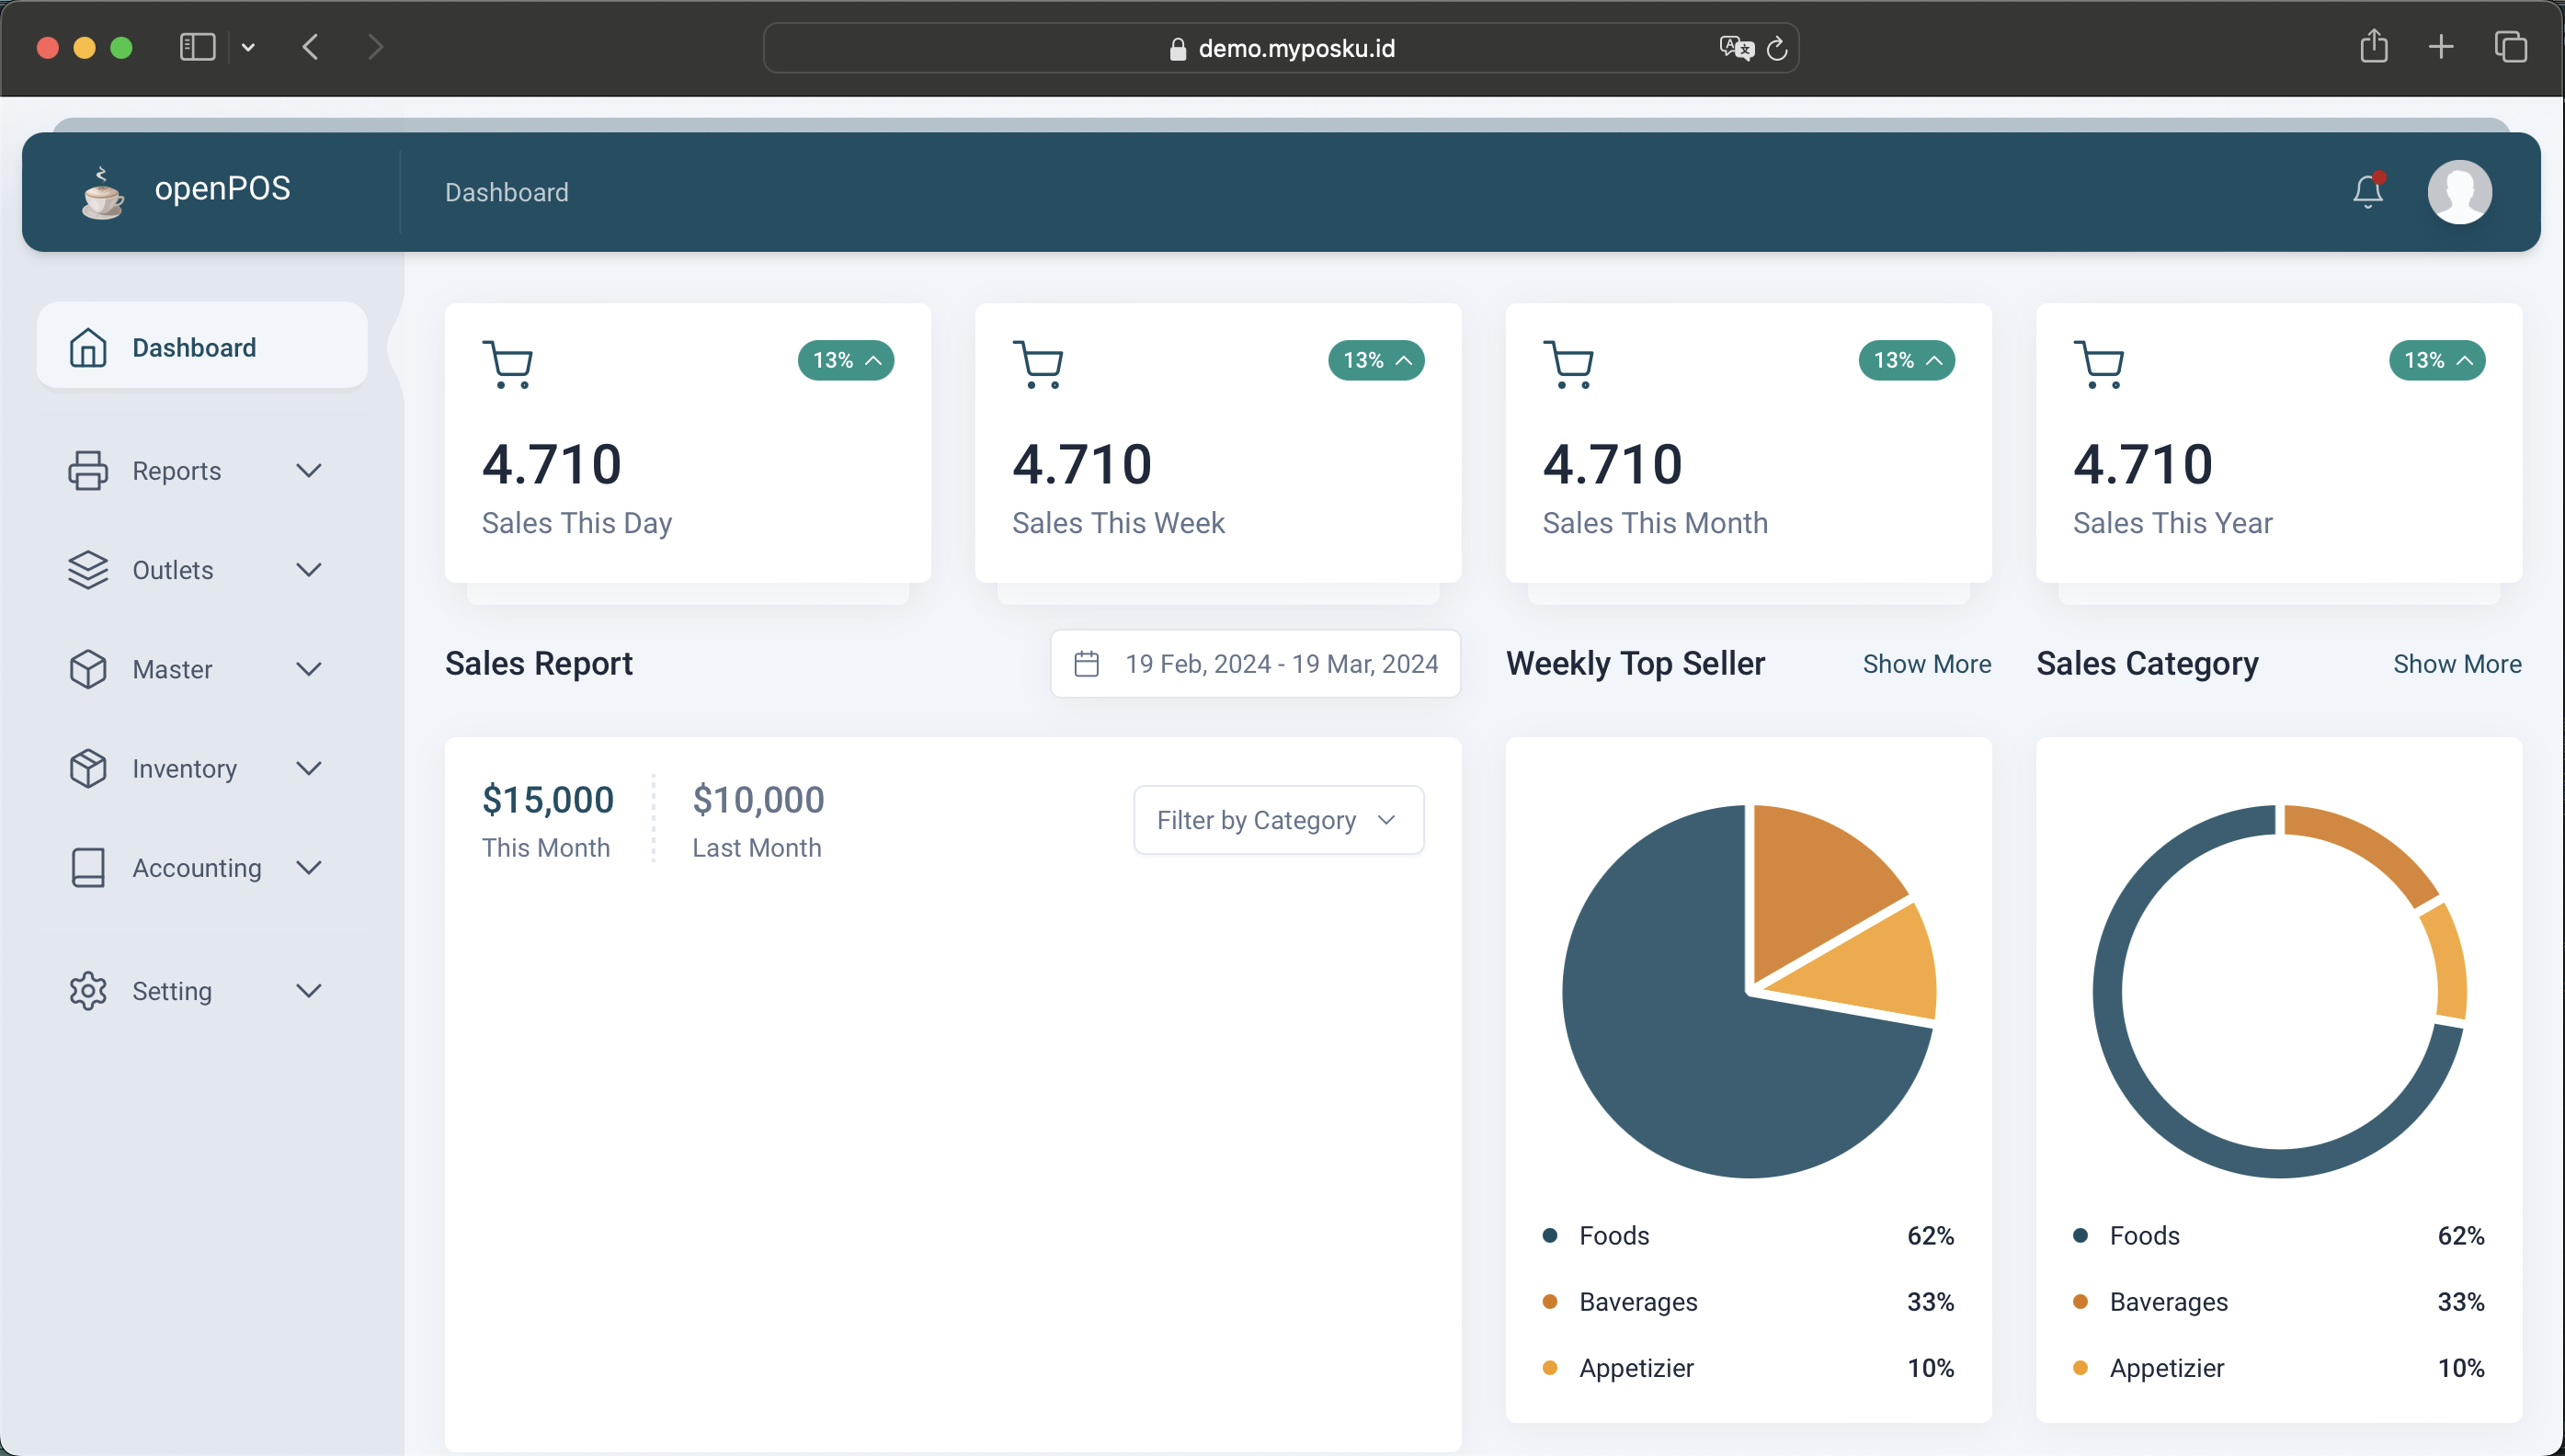 demo.myposku.id
openPOS
Dashboard
Dashboard
Reports
Outlets
Master
Inventory
Accounting
Setting
13%
4.710
Sales This Day
13%
4.710
Sales This Week
13%
4.710
Sales This Month
13%
4.710
Sales This Year
Sales Report
19 Feb, 2024 - 19 Mar, 2024
$15,000
This Month
$10,000
Last Month
Filter by Category
Weekly Top Seller
Show More
Foods 62%
Baverages 33%
Appetizier 10%
Sales Category
Show More
Foods 62%
Baverages 33%
Appetizier 10%